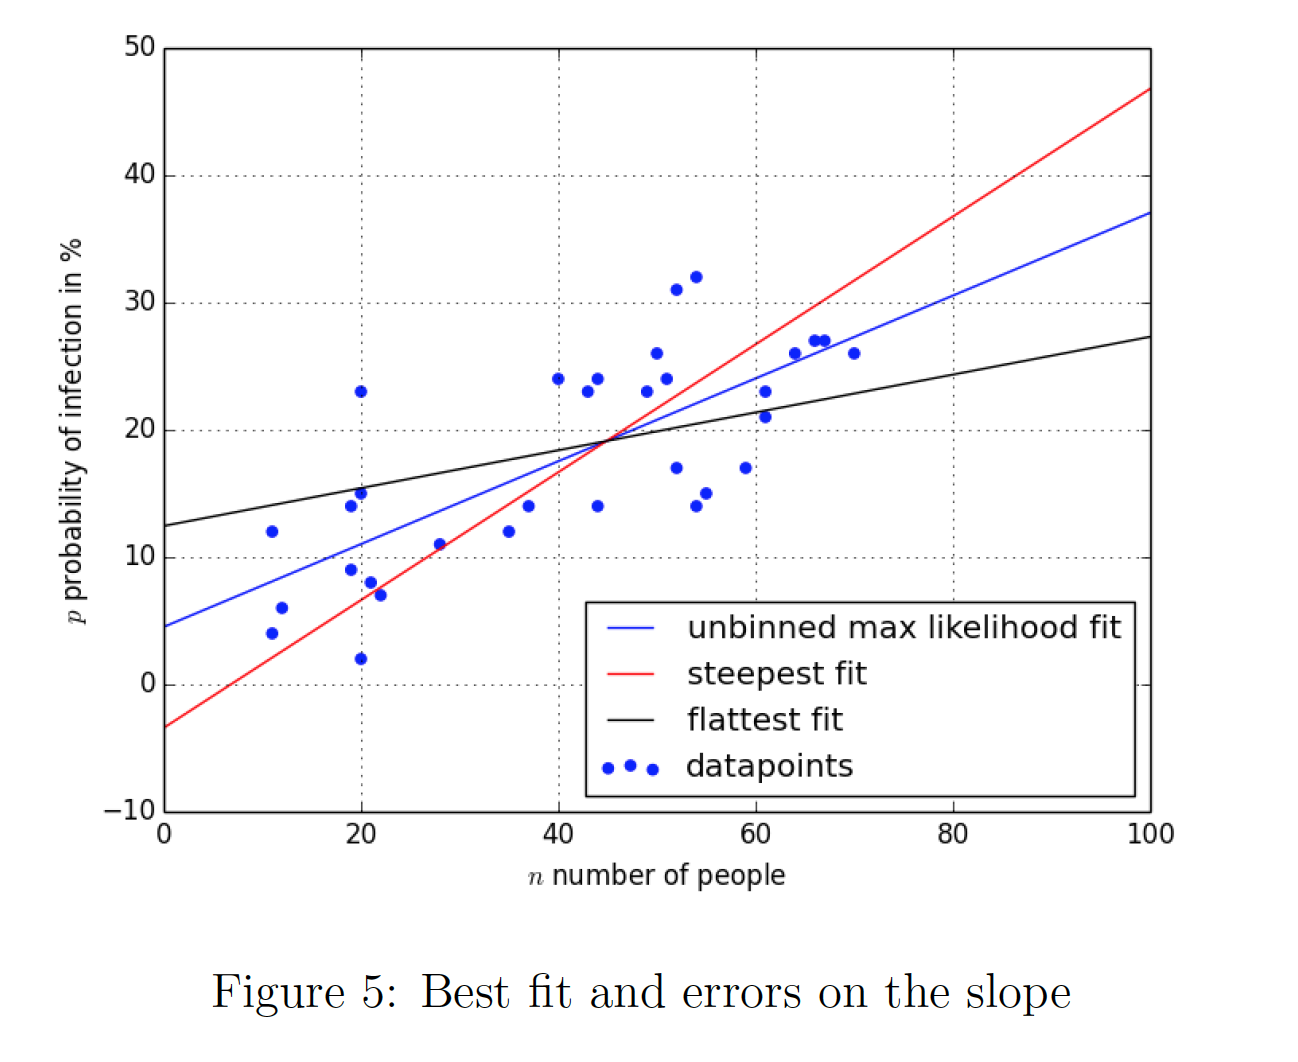 50
40
30
20
10
0
−10
0 20 40 60 80 100
p probability of infection in %
n number of people
unbinned max likelihood fit
steepest fit
flattest fit
datapoints
Figure 5: Best fit and errors on the slope